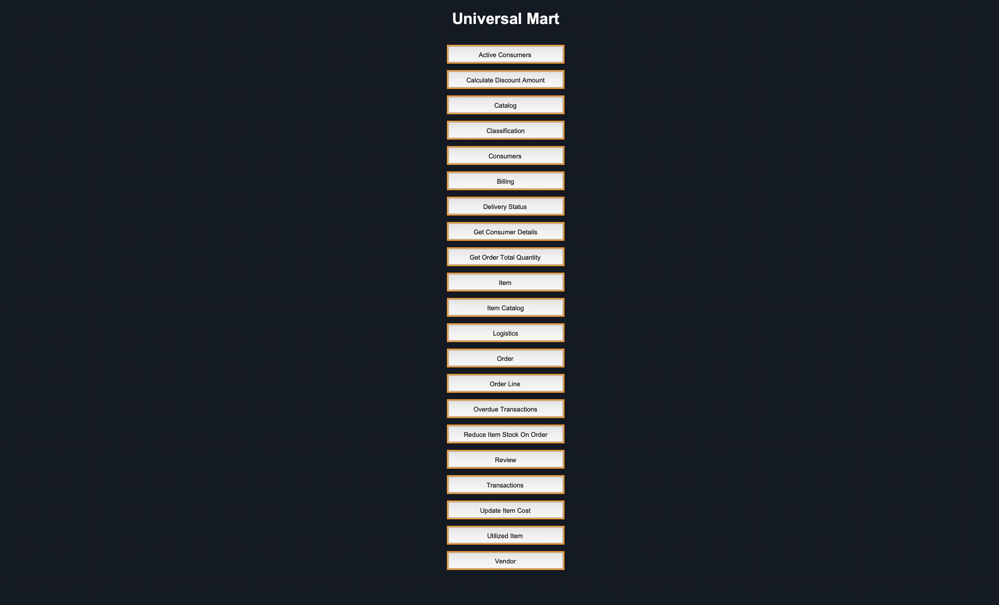 Universal Mart
Active Consumers
Calculate Discount Amount
Catalog
Classification
Consumers
Billing
Delivery Status
Get Consumer Details
Get Order Total Quantity
Item
Item Catalog
Logistics
Order
Order Line
Overdue Transactions
Reduce Item Stock On Order
Review
Transactions
Update Item Cost
Utilized Item
Vendor